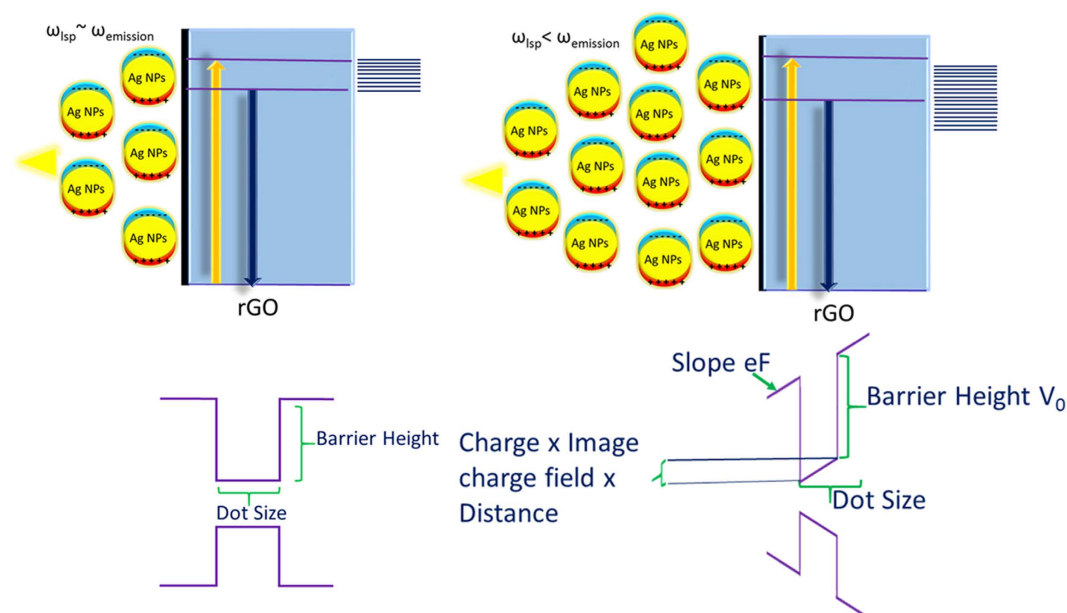 ωlsp~ ωemission
Ag NPs
Ag NPs
Ag NPs
Ag NPs
Ag NPs
rGO
ωlsp< ωemission
Ag NPs
Ag NPs
Ag NPs
Ag NPs
Ag NPs
Ag NPs
Ag NPs
Ag NPs
Ag NPs
Ag NPs
Ag NPs
Ag NPs
rGO
Barrier Height
Dot Size
Slope eF
Barrier Height V₀
Charge x Image
charge field x
Distance
Dot Size